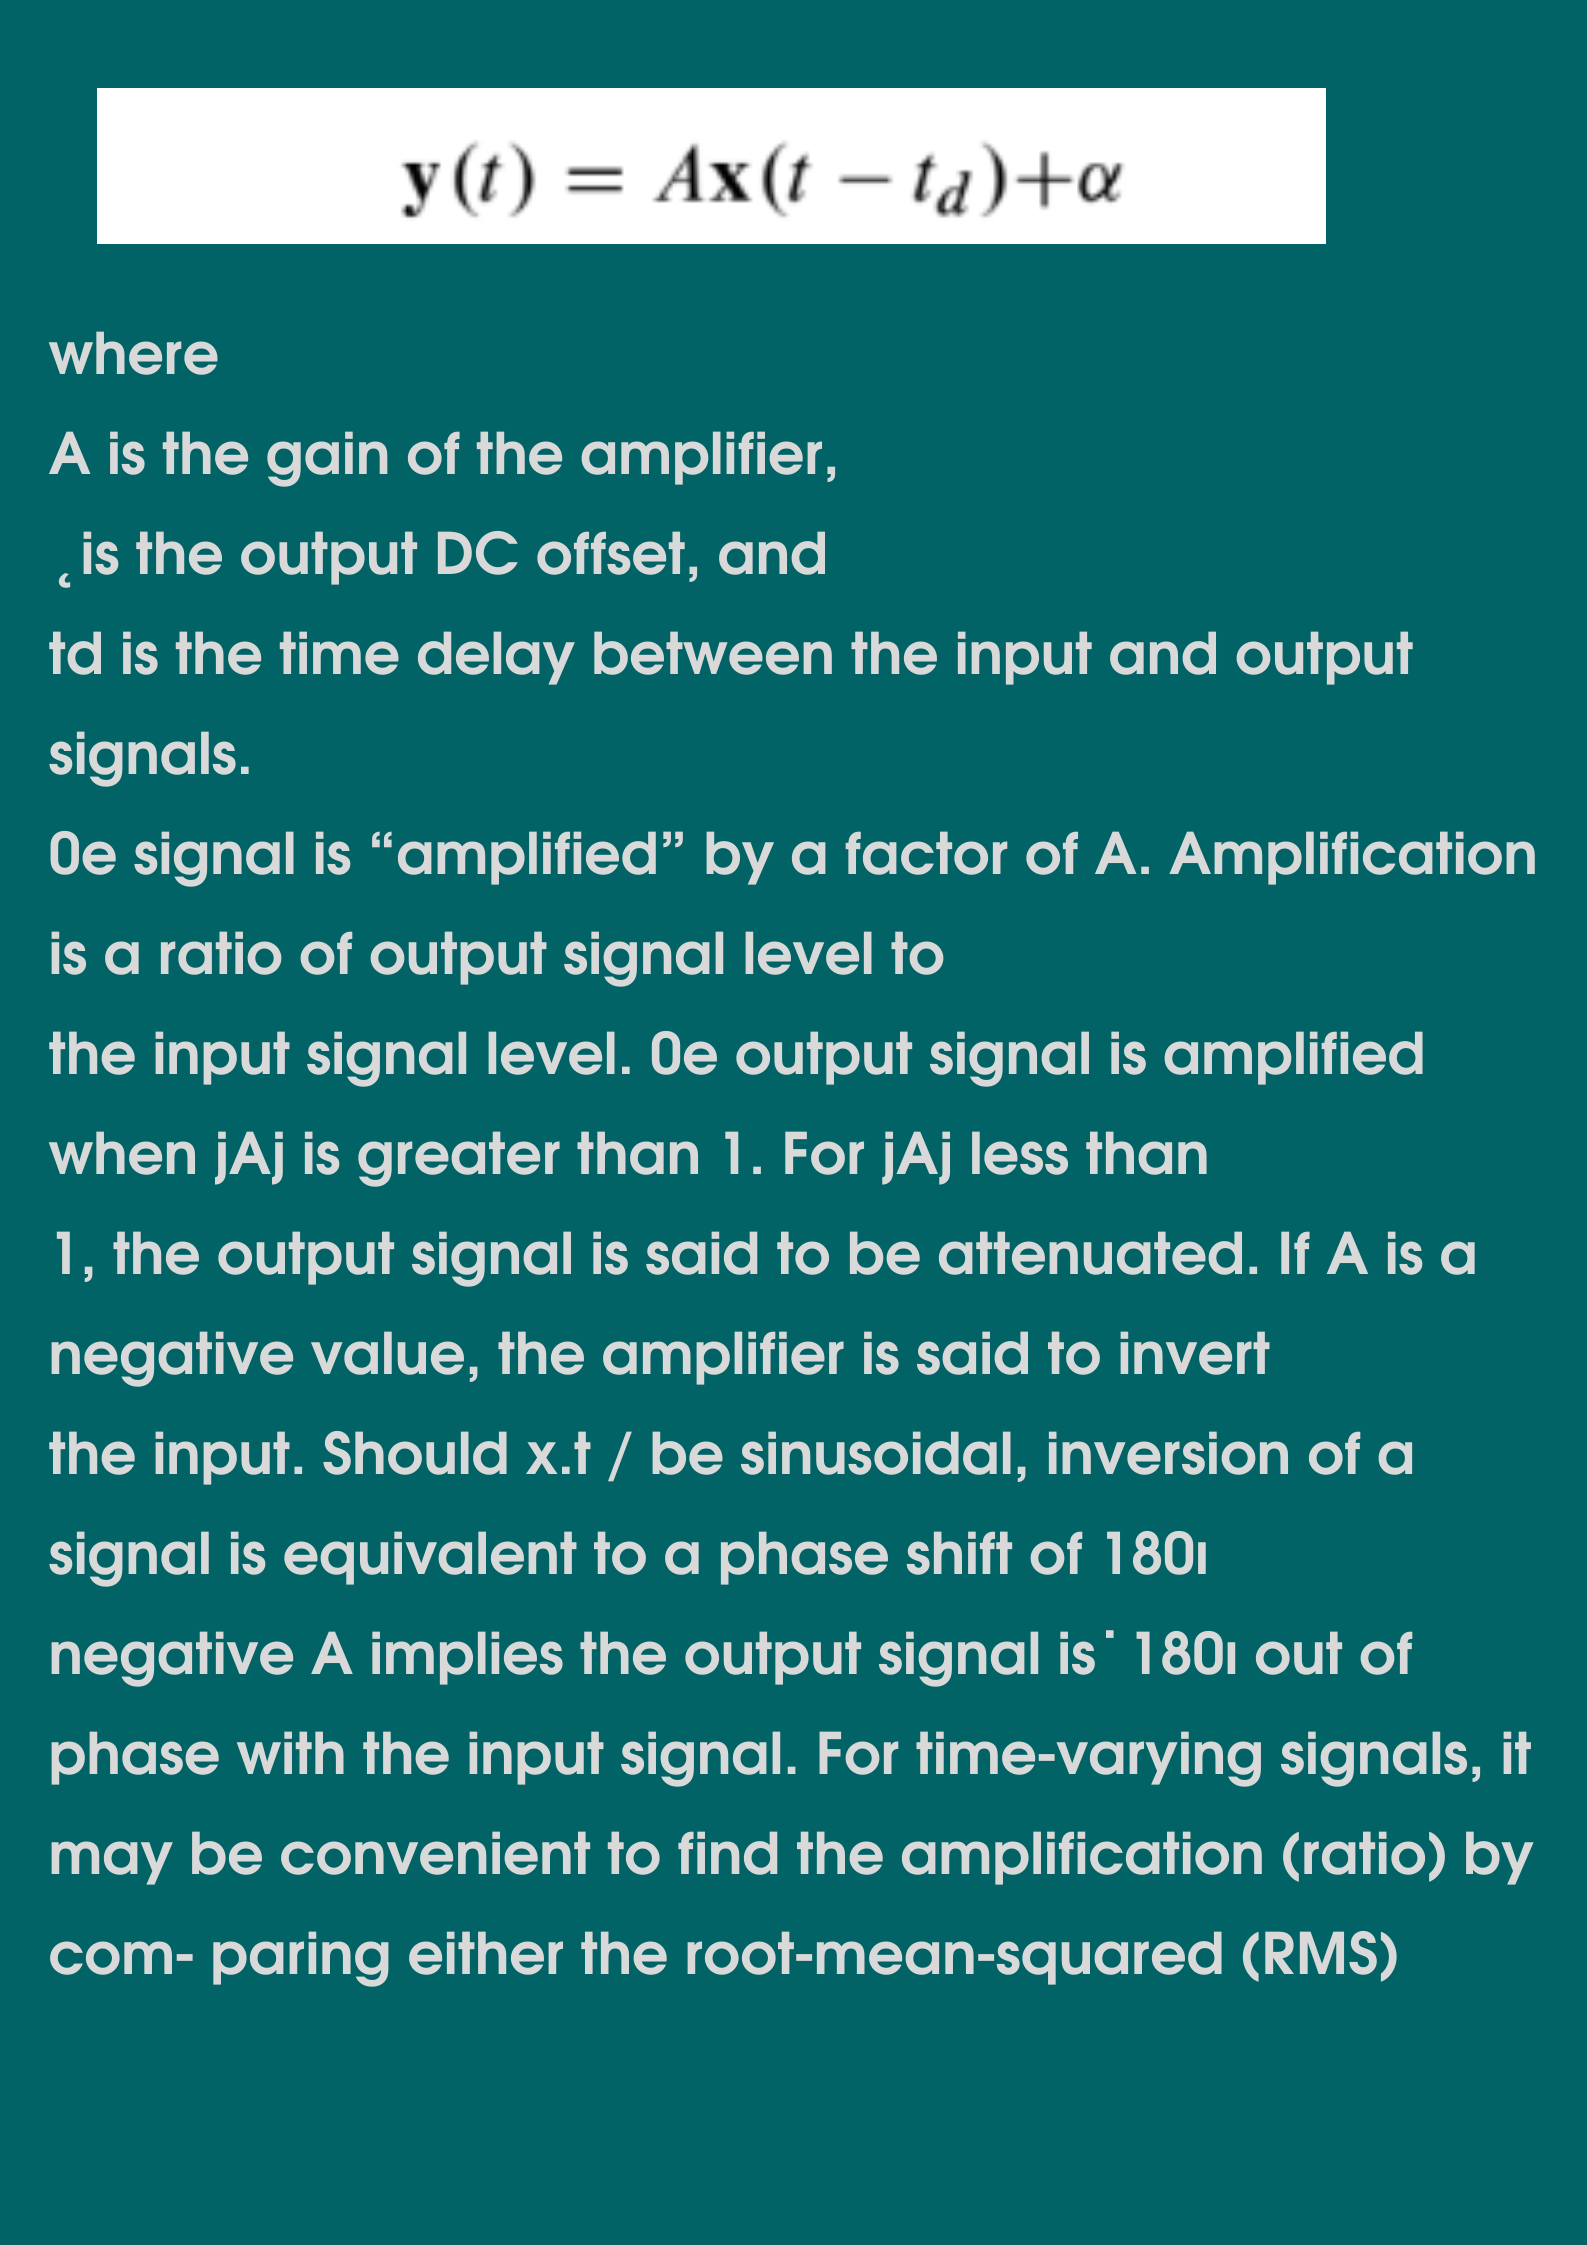 y(t) = Ax(t − t_d)+α
where
A is the gain of the amplifier,
˛ is the output DC offset, and
td is the time delay between the input and output
signals.
0e signal is “amplified” by a factor of A. Amplification
is a ratio of output signal level to
the input signal level. 0e output signal is amplified
when jAj is greater than 1. For jAj less than
1, the output signal is said to be attenuated. If A is a
negative value, the amplifier is said to invert
the input. Should x.t / be sinusoidal, inversion of a
signal is equivalent to a phase shift of 180ı
negative A implies the output signal is˙180ı out of
phase with the input signal. For time-varying signals, it
may be convenient to find the amplification (ratio) by
com- paring either the root-mean-squared (RMS)